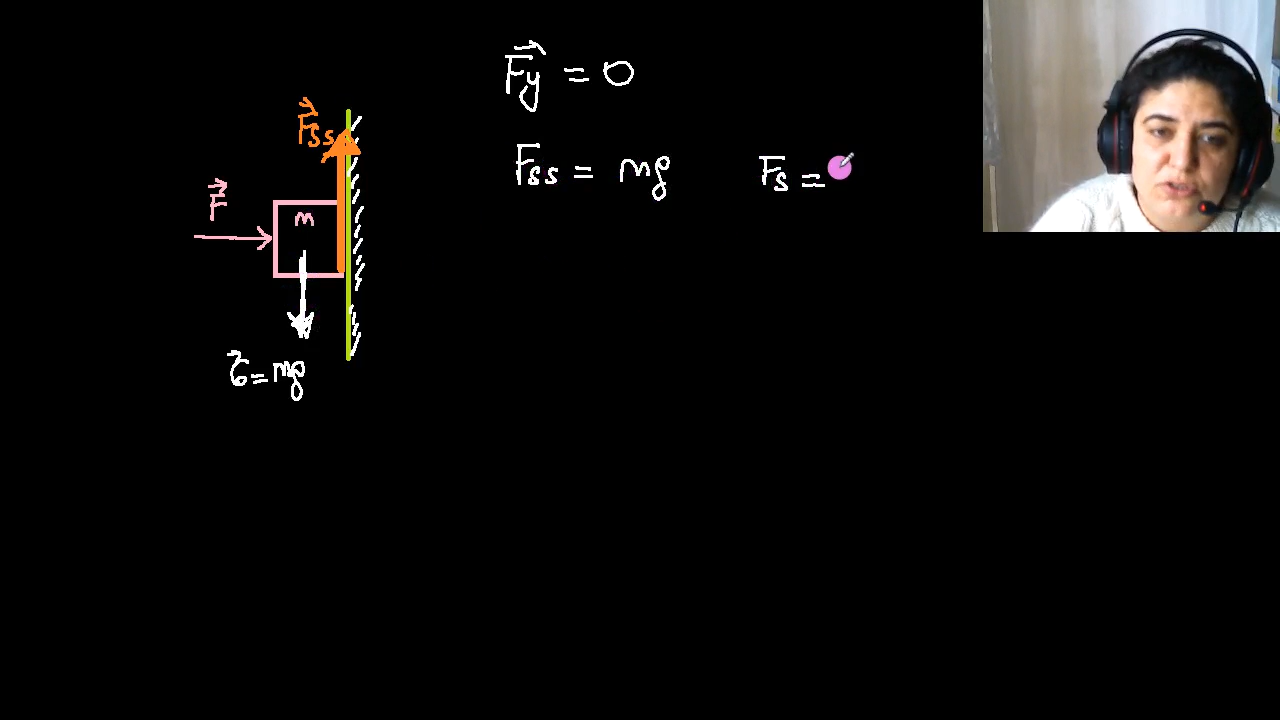 F⃗y = 0
F⃗ss
Fss = mg
Fs =
F⃗
m
G⃗ = mg